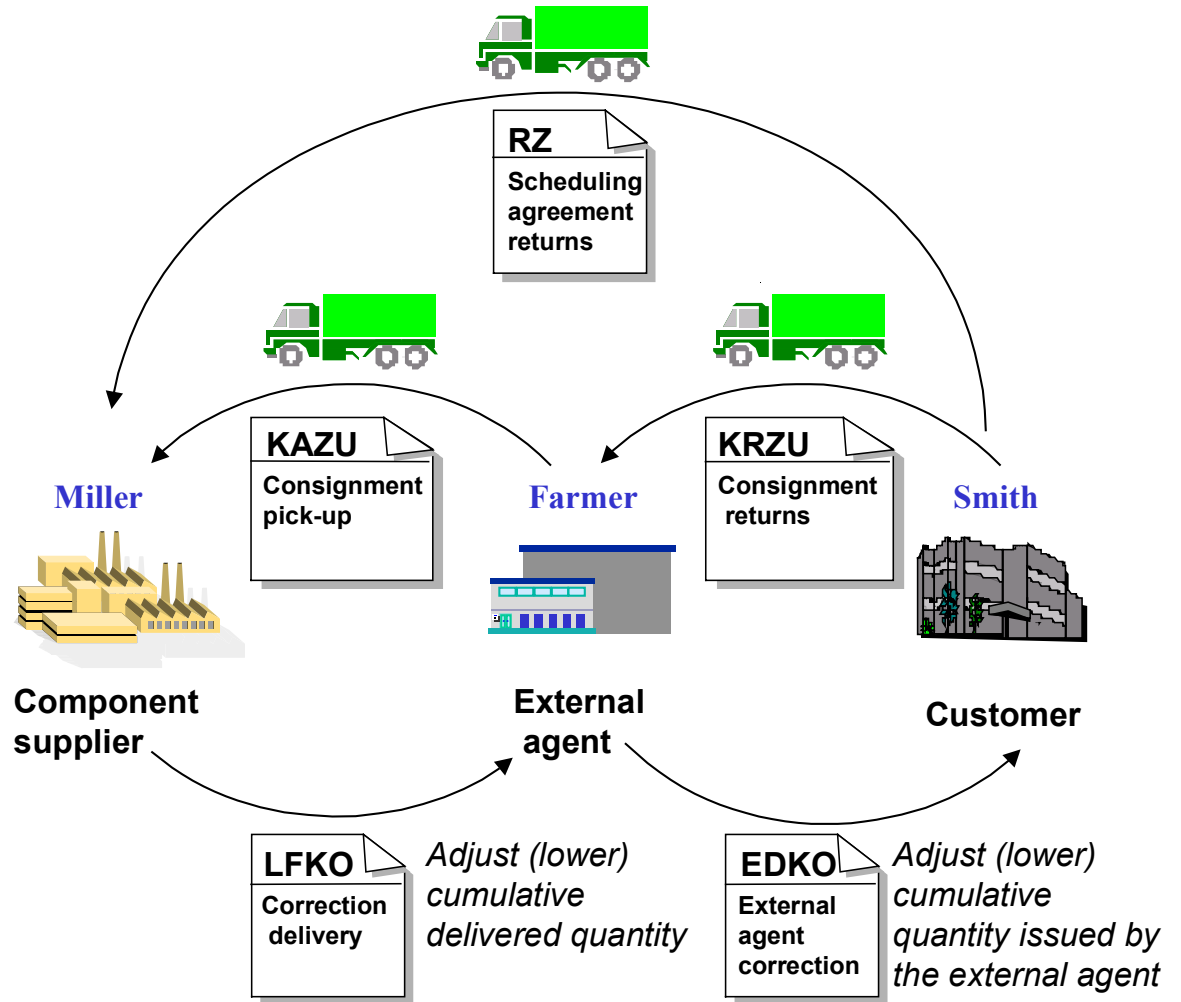 RZ
Scheduling
agreement
returns
KAZU
Consignment
pick-up
KRZU
Consignment
returns
Miller
Farmer
Smith
Component
supplier
External
agent
Customer
LFKO
Correction
delivery
Adjust (lower)
cumulative
delivered quantity
EDKO
External
agent
correction
Adjust (lower)
cumulative
quantity issued by
the external agent